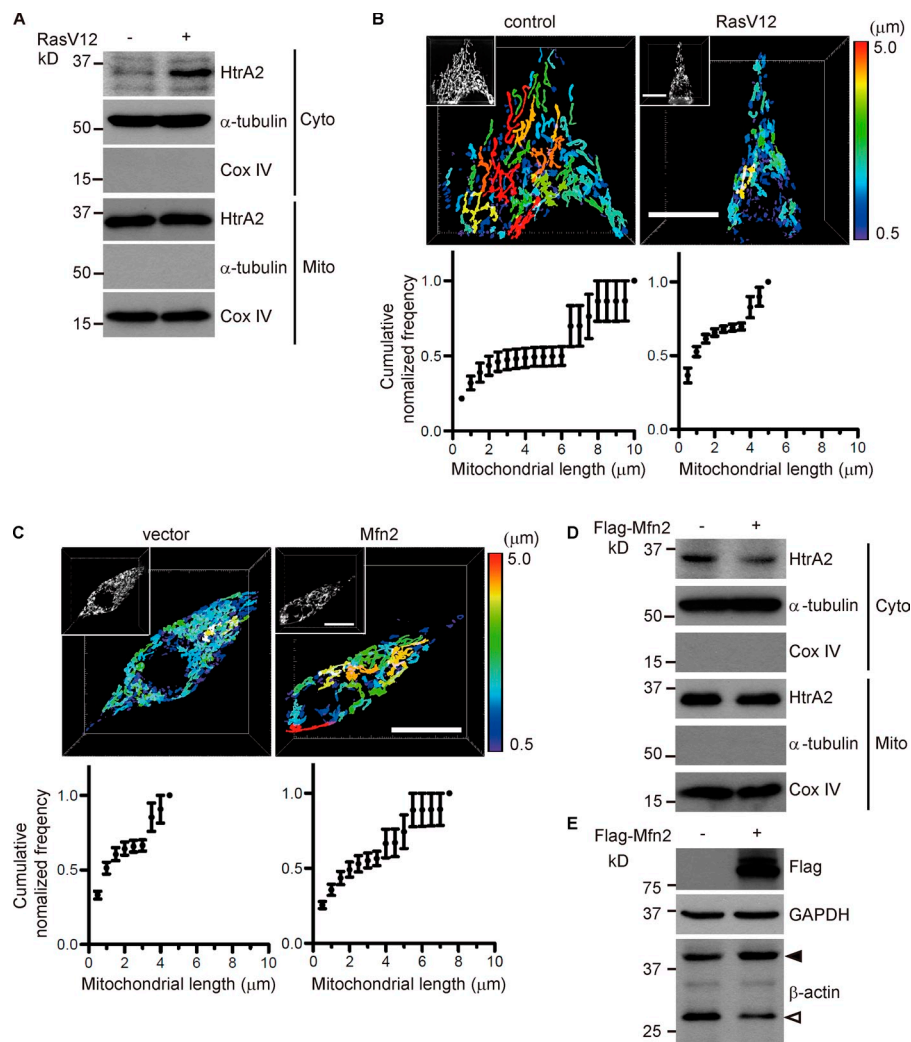 A
RasV12 - +
kD
37
HtrA2
50
α-tubulin
Cyto
15
Cox IV
37
HtrA2
50
α-tubulin
Mito
15
Cox IV
B
control
RasV12
(μm)
5.0
0.5
Cumulative
nomalized freqency
1.0
0.5
0.0
0 2 4 6 8 10
Mitochondrial length (μm)
1.0
0.5
0.0
0 2 4 6 8 10
Mitochondrial length (μm)
C
vector
Mfn2
(μm)
5.0
0.5
Cumulative
nomalized freqency
1.0
0.5
0.0
0 2 4 6 8 10
Mitochondrial length (μm)
1.0
0.5
0.0
0 2 4 6 8 10
Mitochondrial length (μm)
D
Flag-Mfn2 - +
kD
37
HtrA2
50
α-tubulin
Cyto
15
Cox IV
37
HtrA2
50
α-tubulin
Mito
15
Cox IV
E
Flag-Mfn2 - +
kD
Flag
75
37
GAPDH
37
β-actin
25